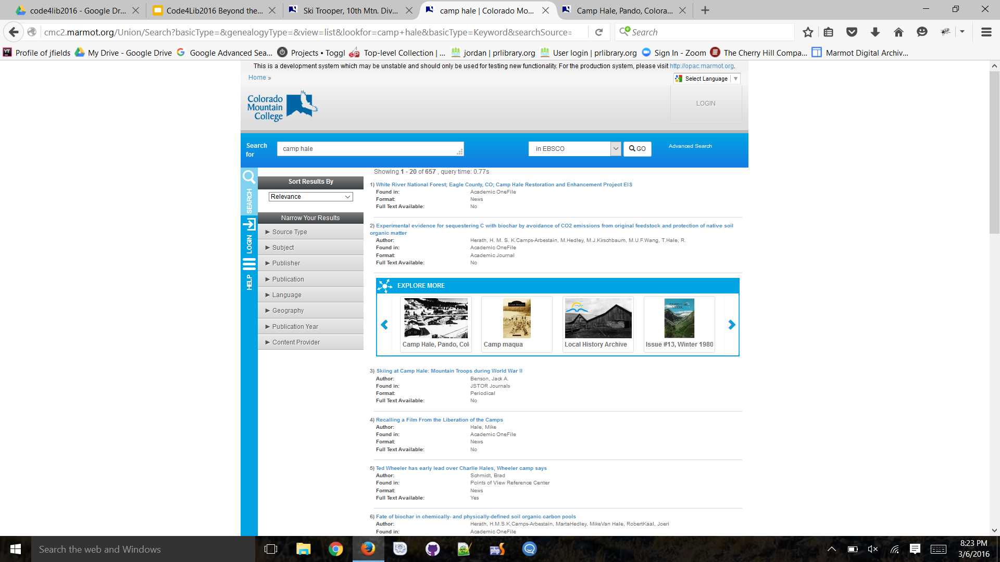 code4lib2016 - Google Dr...
Code4Lib2016 Beyond the...
Ski Trooper, 10th Mtn. Div...
camp hale | Colorado Mo...
Camp Hale, Pando, Colora...
cmc2.marmot.org/Union/Search?basicType=&genealogyType=&view=list&lookfor=camp+hale&basicType=Keyword&searchSource=
Search
Profile of jfields
My Drive - Google Drive
Google Advanced Sea...
Projects • Toggl
Top-level Collection | ...
jordan | prlibrary.org
User login | prlibrary.org
Sign In - Zoom
The Cherry Hill Compa...
Marmot Digital Archiv...
This is a development system which may be unstable and should only be used for testing new functionality. For the production system, please visit http://opac.marmot.org.
Home »
Select Language ▼
Colorado
Mountain
College
LOGIN
Search
for
camp hale
in EBSCO
GO
Advanced Search
SEARCH
LOGIN
HELP
Sort Results By
Relevance
Narrow Your Results
► Source Type
► Subject
► Publisher
► Publication
► Language
► Geography
► Publication Year
► Content Provider
Showing 1 - 20 of 657 , query time: 0.77s
1) White River National Forest; Eagle County, CO; Camp Hale Restoration and Enhancement Project EIS
Found in: Academic OneFile
Format: News
Full Text Available: No
2) Experimental evidence for sequestering C with biochar by avoidance of CO2 emissions from original feedstock and protection of native soil
organic matter
Author: Herath, H. M. S. K.Camps-Arbestain, M.Hedley, M.J.Kirschbaum, M.U.F.Wang, T.Hale, R.
Found in: Academic OneFile
Format: Academic Journal
Full Text Available: No
EXPLORE MORE
CAMP MAQUA
Camp Hale, Pando, Col
Camp maqua
Local History Archive
Issue #13, Winter 1980
3) Skiing at Camp Hale: Mountain Troops during World War II
Author: Benson, Jack A.
Found in: JSTOR Journals
Format: Periodical
Full Text Available: No
4) Recalling a Film From the Liberation of the Camps
Author: Hale, Mike
Found in: Academic OneFile
Format: News
Full Text Available: No
5) Ted Wheeler has early lead over Charlie Hales, Wheeler camp says
Author: Schmidt, Brad
Found in: Points of View Reference Center
Format: News
Full Text Available: Yes
6) Fate of biochar in chemically- and physically-defined soil organic carbon pools
Author: Herath, H.M.S.K.Camps-Arbestain, MartaHedley, MikeVan Hale, RobertKaal, Joeri
Found in: Academic OneFile
Search the web and Windows
php
8:23 PM
3/6/2016